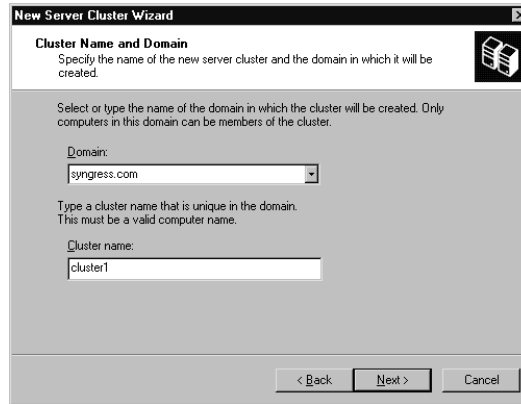 New Server Cluster Wizard
Cluster Name and Domain
Specify the name of the new server cluster and the domain in which it will be
created.
Select or type the name of the domain in which the cluster will be created. Only
computers in this domain can be members of the cluster.
Domain:
syngress.com
Type a cluster name that is unique in the domain.
This must be a valid computer name.
Cluster name:
cluster1
< Back Next > Cancel